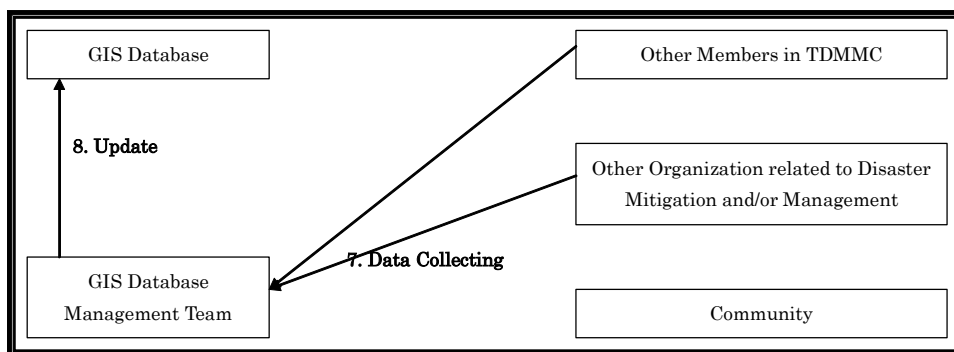 GIS Database
Other Members in TDMMC
8. Update
Other Organization related to Disaster
Mitigation and/or Management
7. Data Collecting
GIS Database
Management Team
Community